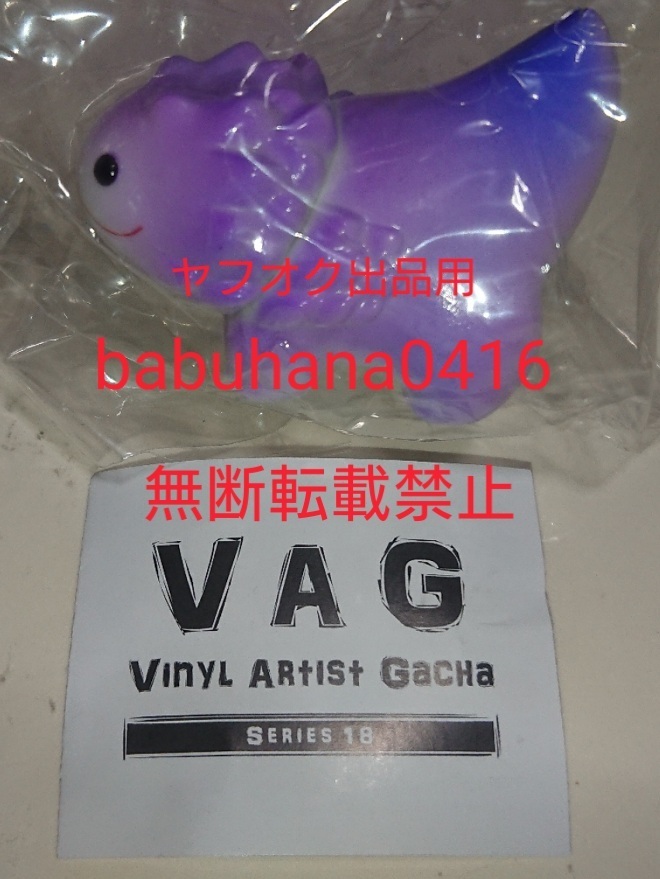 ヤフオク出品用
babuhana0416
無断転載禁止
VAG
Vinyl Artist Gacha
Series 18